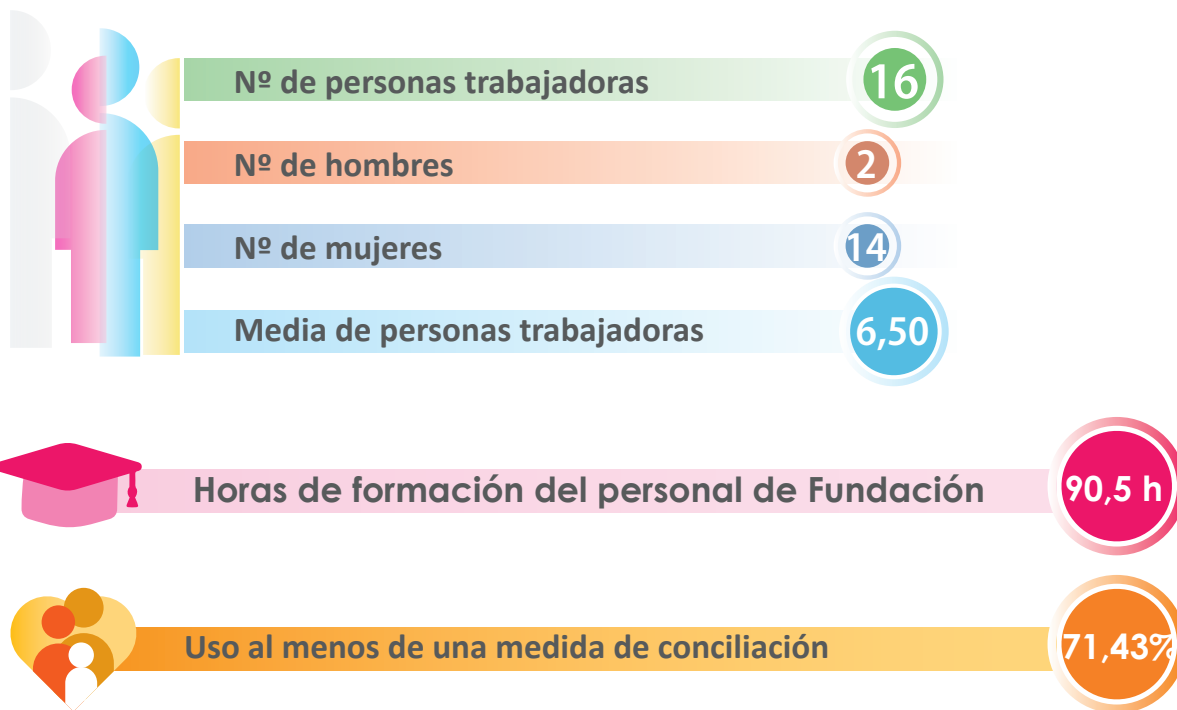 Nº de personas trabajadoras 16
Nº de hombres 2
Nº de mujeres 14
Media de personas trabajadoras 6,50
Horas de formación del personal de Fundación 90,5 h
Uso al menos de una medida de conciliación 71,43%